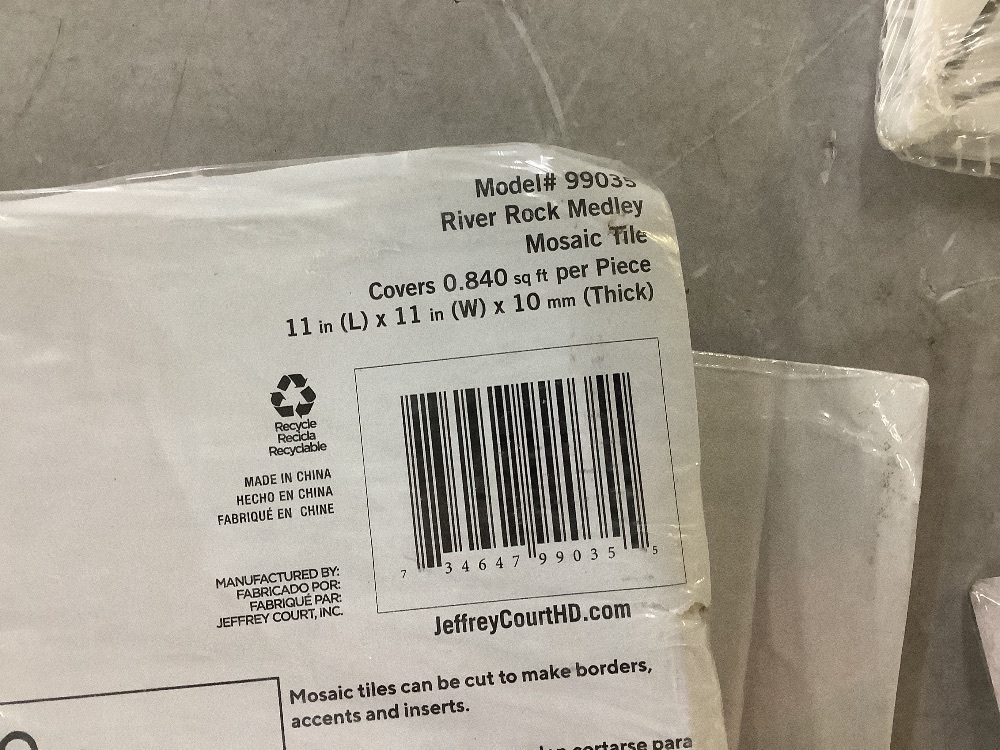 Model# 99035
River Rock Medley
Mosaic Tile
Covers 0.840 sq ft per Piece
11 in (L) x 11 in (W) x 10 mm (Thick)
Recycle
Recicla
Recyclable
MADE IN CHINA
HECHO EN CHINA
FABRIQUÉ EN CHINE
MANUFACTURED BY:
FABRICADO POR:
FABRIQUÉ PAR:
JEFFREY COURT, INC.
7 34647 99035 5
JeffreyCourtHD.com
Mosaic tiles can be cut to make borders,
accents and inserts.
cortarse para